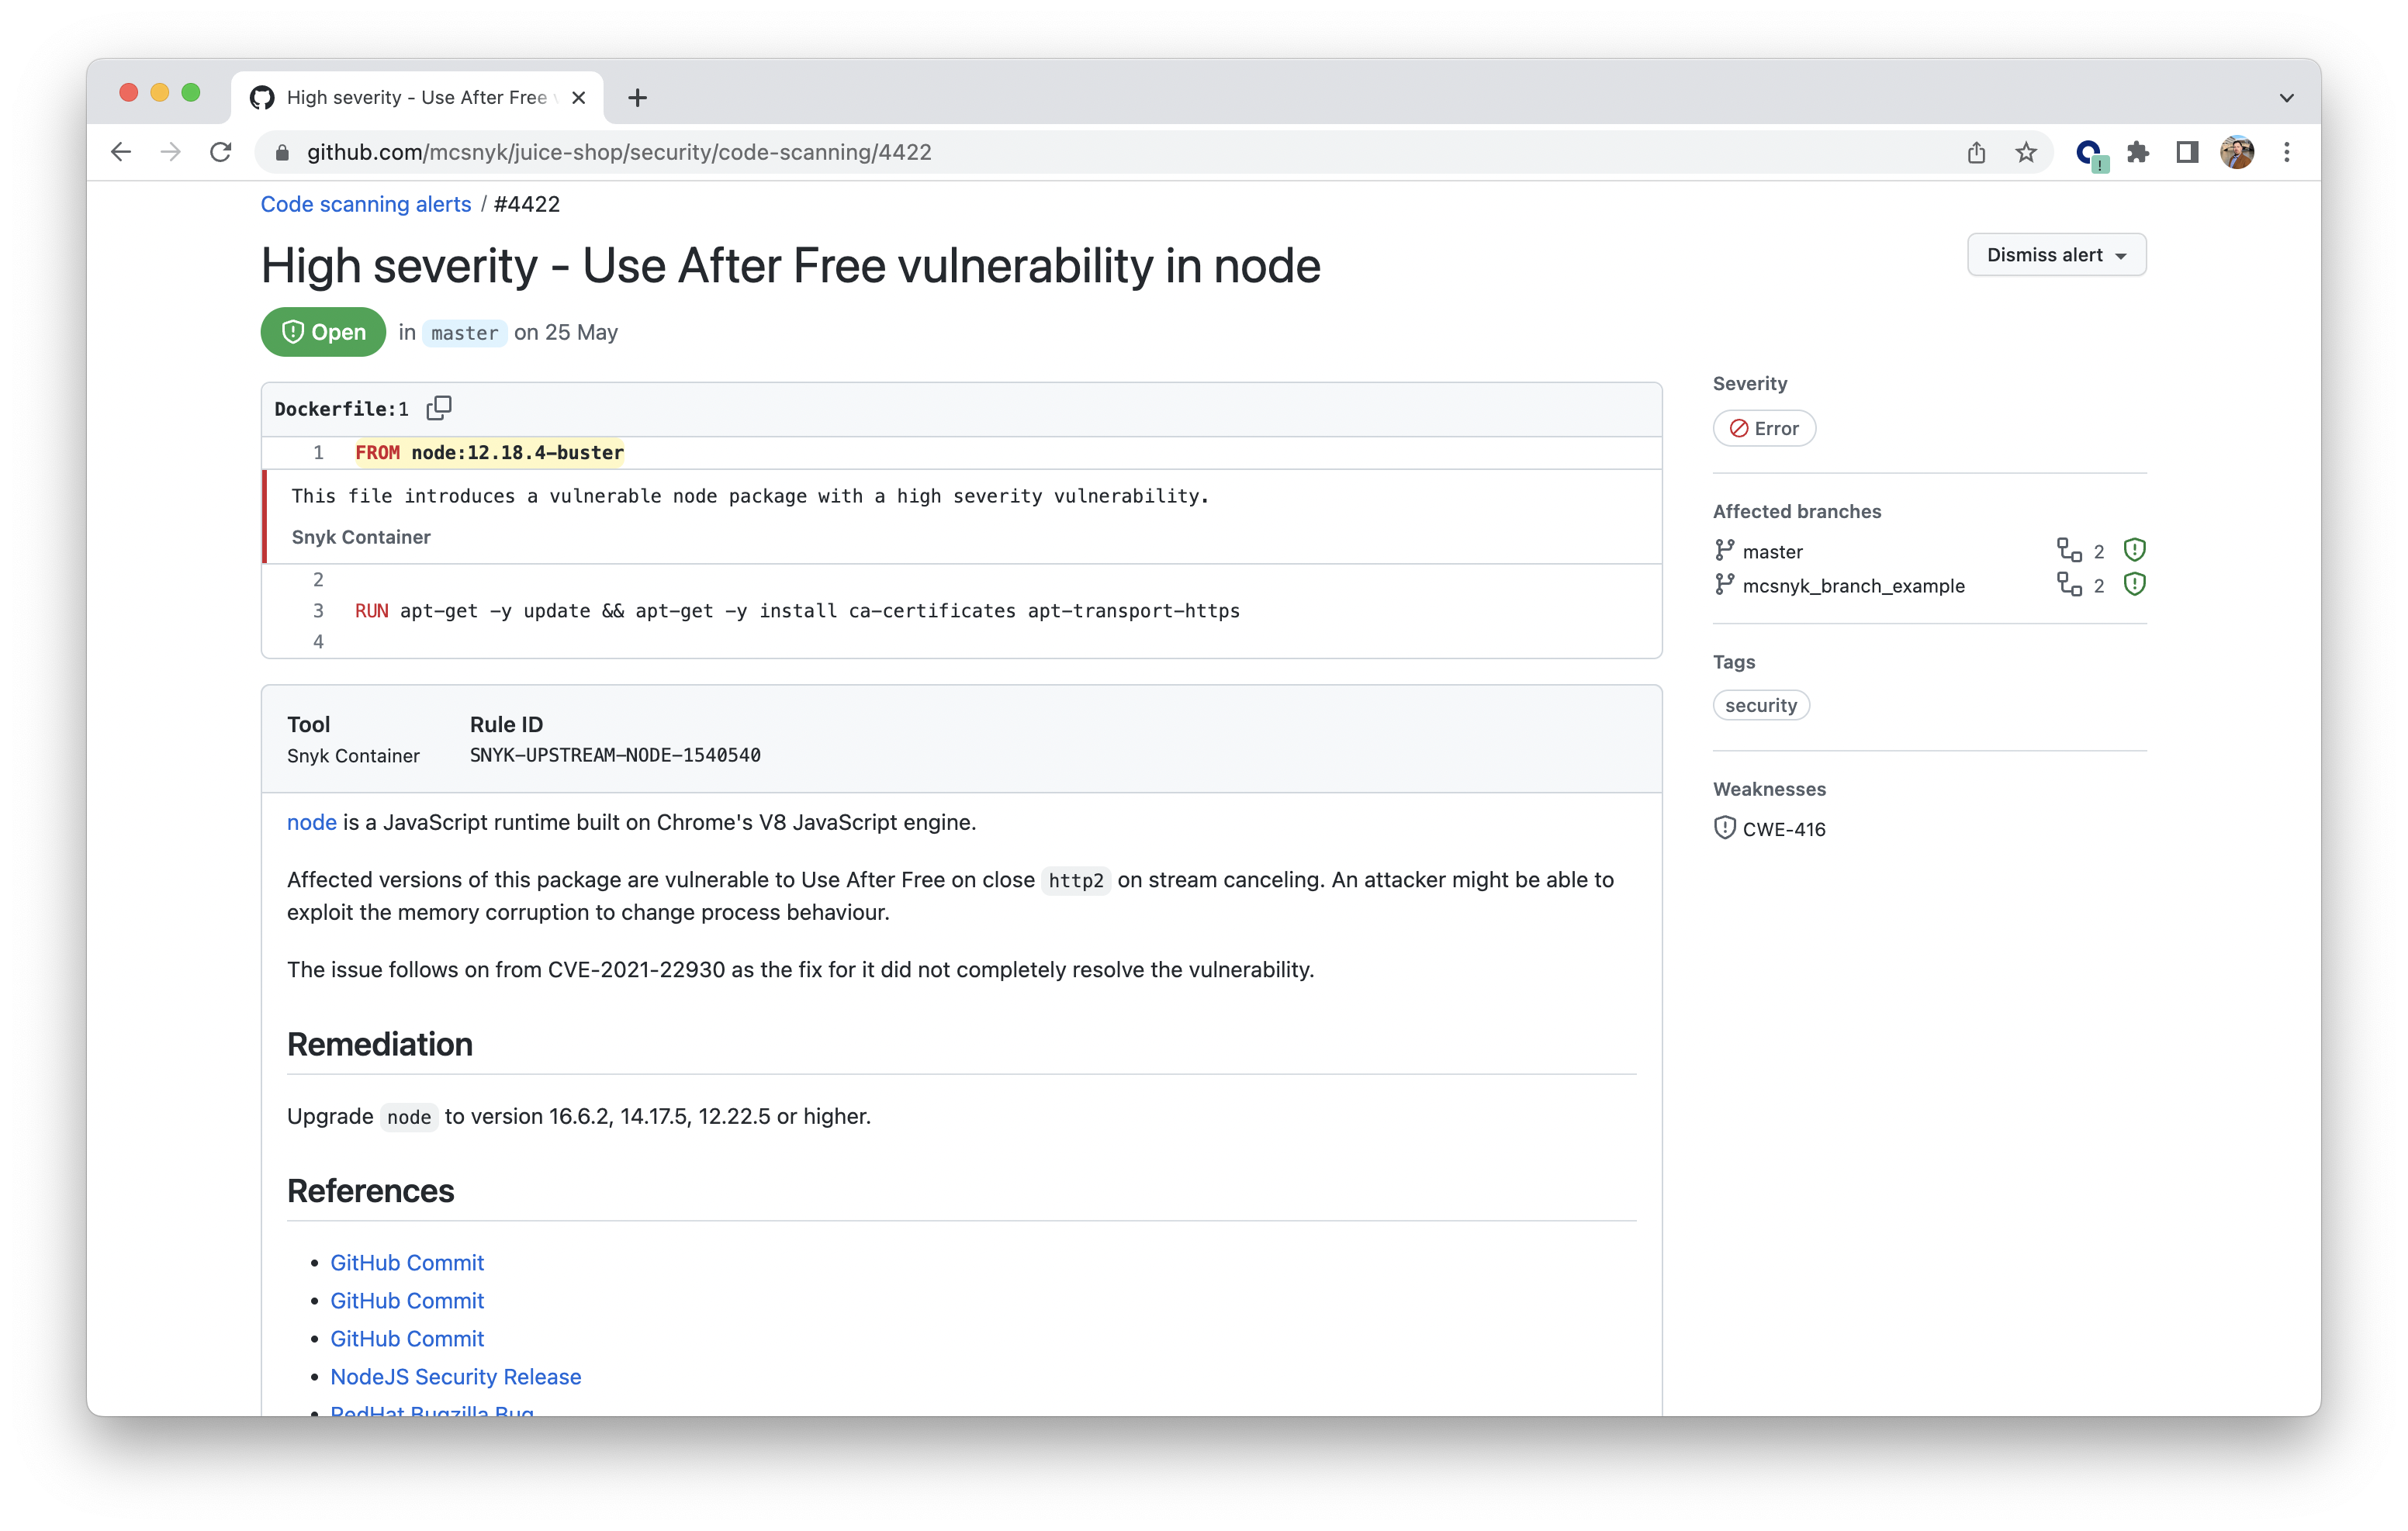 High severity - Use After Free
github.com/mcsnyk/juice-shop/security/code-scanning/4422
Code scanning alerts / #4422
High severity - Use After Free vulnerability in node
Dismiss alert
Open in master on 25 May
Dockerfile:1
1 FROM node:12.18.4-buster
This file introduces a vulnerable node package with a high severity vulnerability.
Snyk Container
2
3 RUN apt-get -y update && apt-get -y install ca-certificates apt-transport-https
4
Severity
Error
Affected branches
master 2
mcsnyk_branch_example 2
Tags
security
Weaknesses
CWE-416
Tool Rule ID
Snyk Container SNYK-UPSTREAM-NODE-1540540
node is a JavaScript runtime built on Chrome's V8 JavaScript engine.
Affected versions of this package are vulnerable to Use After Free on close http2 on stream canceling. An attacker might be able to
exploit the memory corruption to change process behaviour.
The issue follows on from CVE-2021-22930 as the fix for it did not completely resolve the vulnerability.
Remediation
Upgrade node to version 16.6.2, 14.17.5, 12.22.5 or higher.
References
• GitHub Commit
• GitHub Commit
• GitHub Commit
• NodeJS Security Release
• RedHat Bugzilla Bug